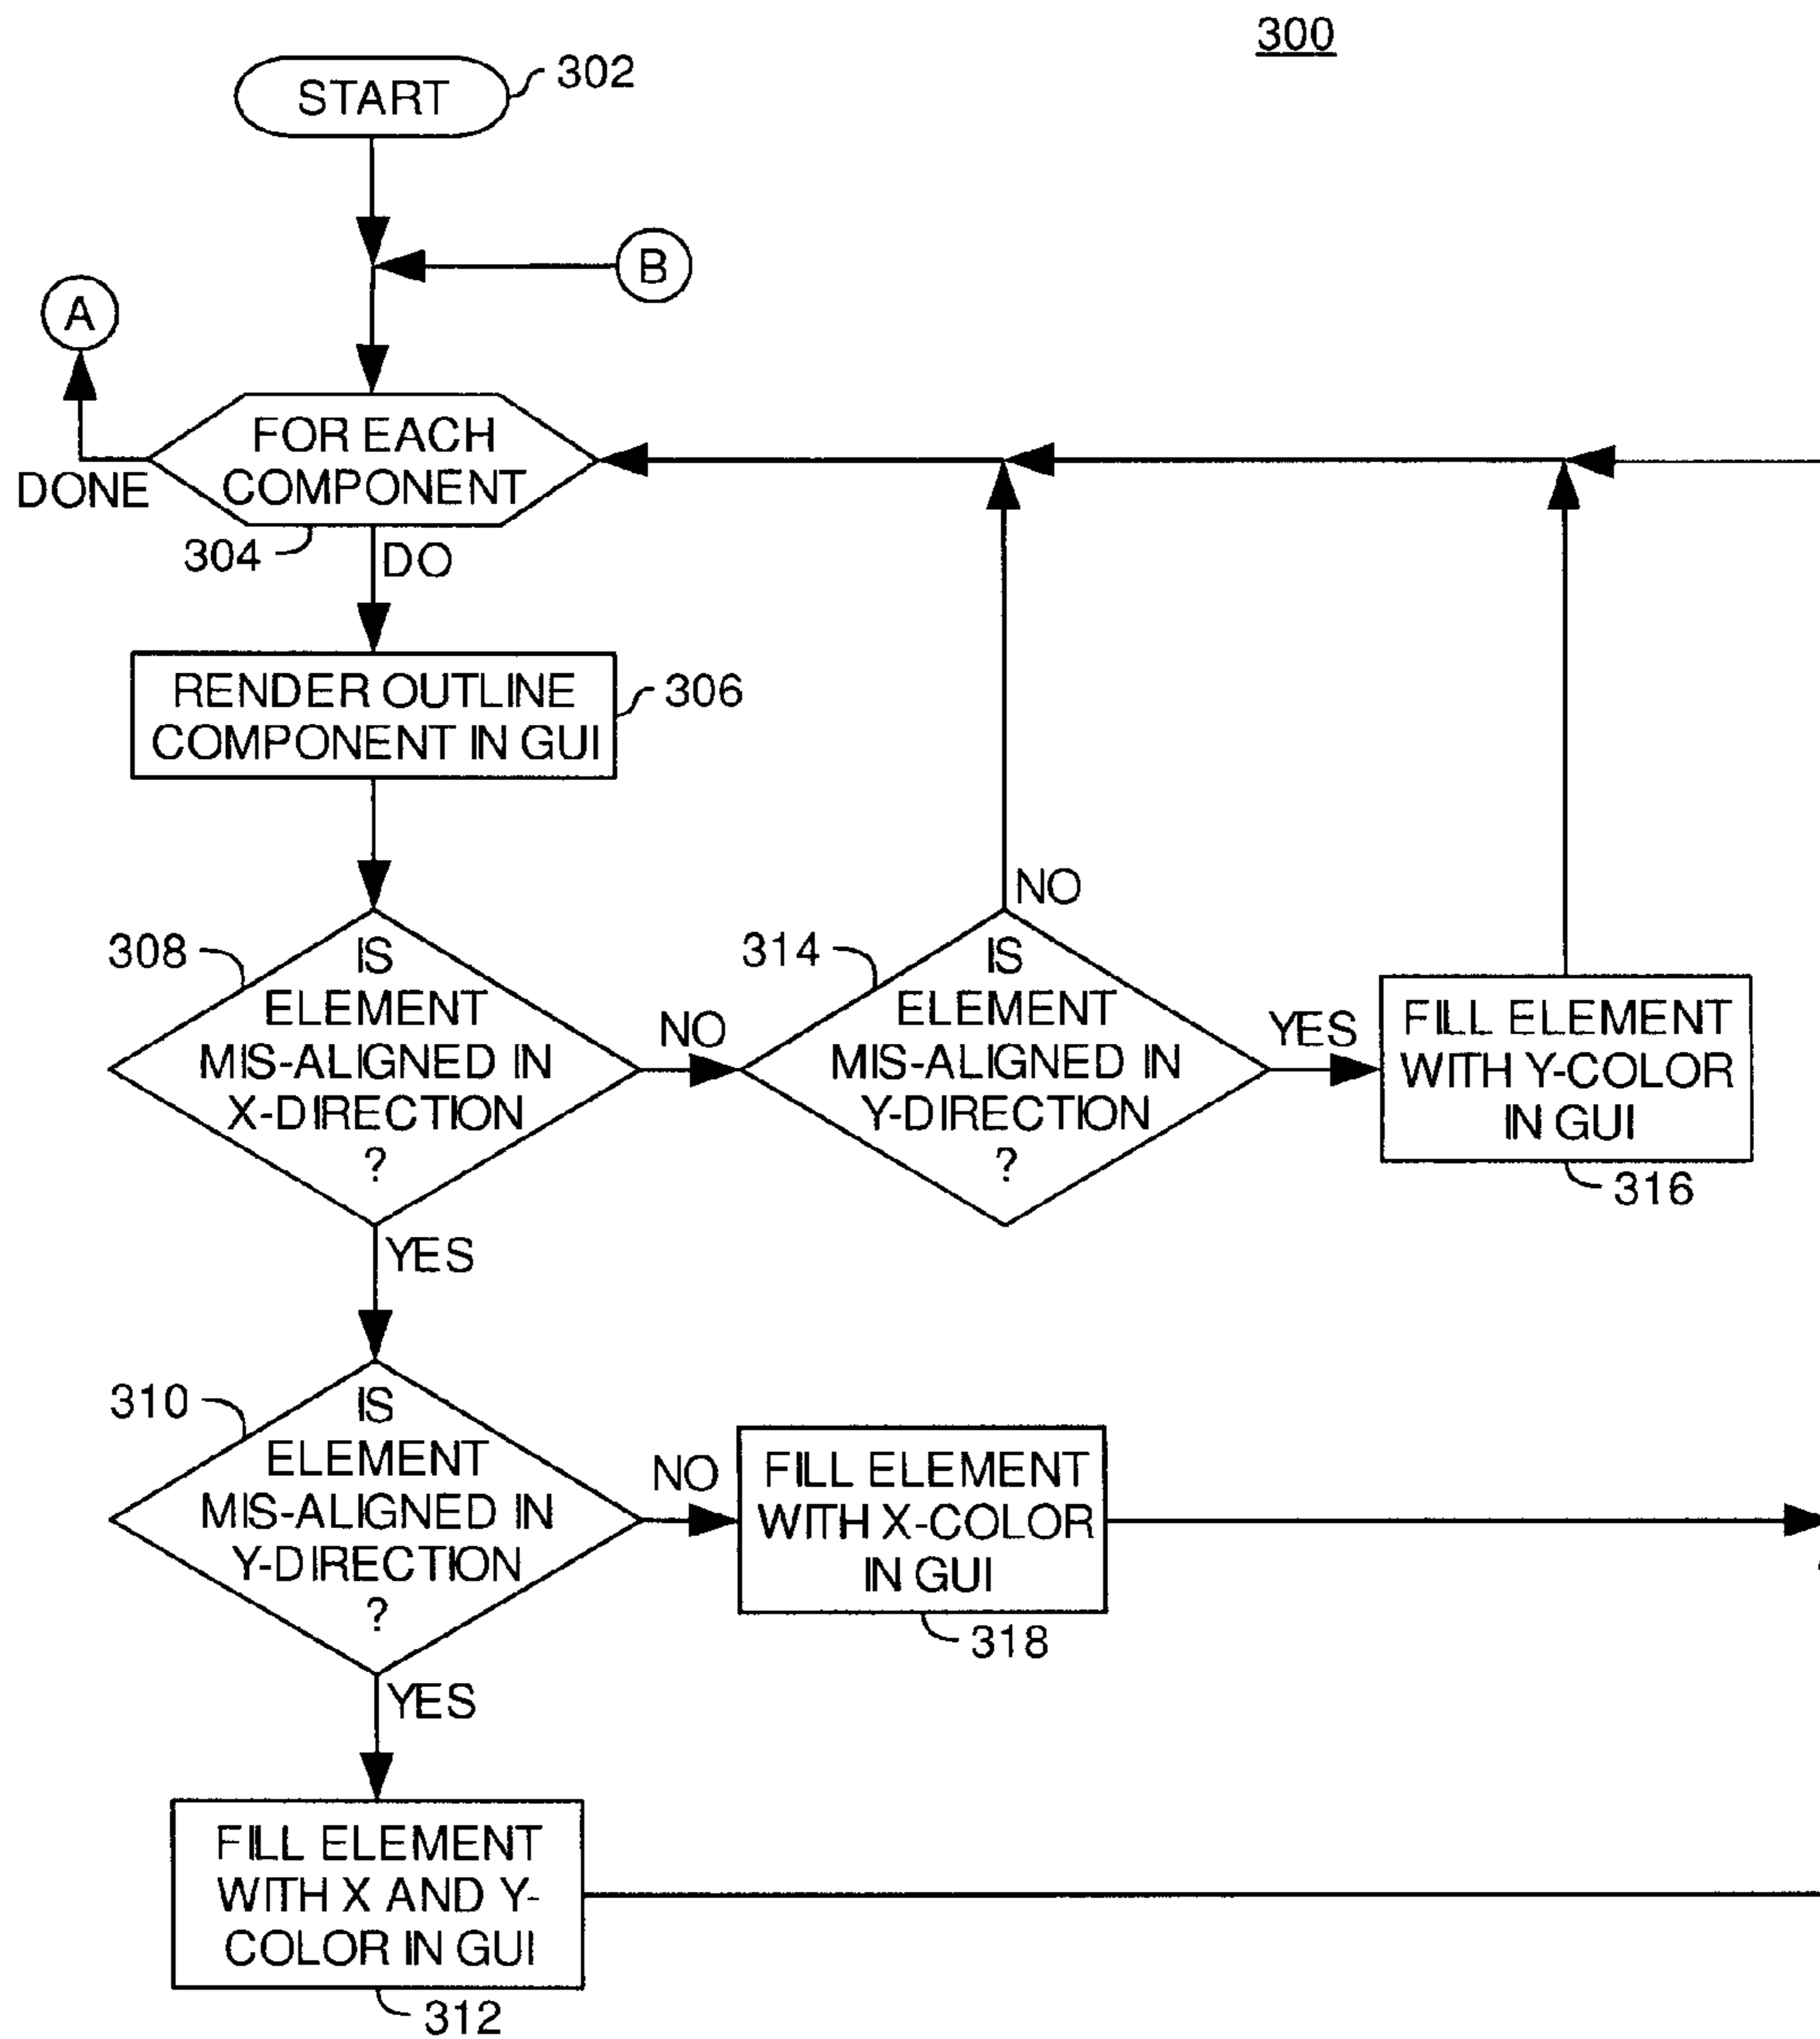 300
START
302
B
A
FOR EACH
COMPONENT
DONE
304
DO
RENDER OUTLINE
COMPONENT IN GUI
306
308
IS
ELEMENT
MIS-ALIGNED IN
X-DIRECTION
?
NO
YES
314
IS
ELEMENT
MIS-ALIGNED IN
Y-DIRECTION
?
NO
YES
FILL ELEMENT
WITH Y-COLOR
IN GUI
316
310
IS
ELEMENT
MIS-ALIGNED IN
Y-DIRECTION
?
NO
YES
FILL ELEMENT
WITH X-COLOR
IN GUI
318
FILL ELEMENT
WITH X AND Y-
COLOR IN GUI
312